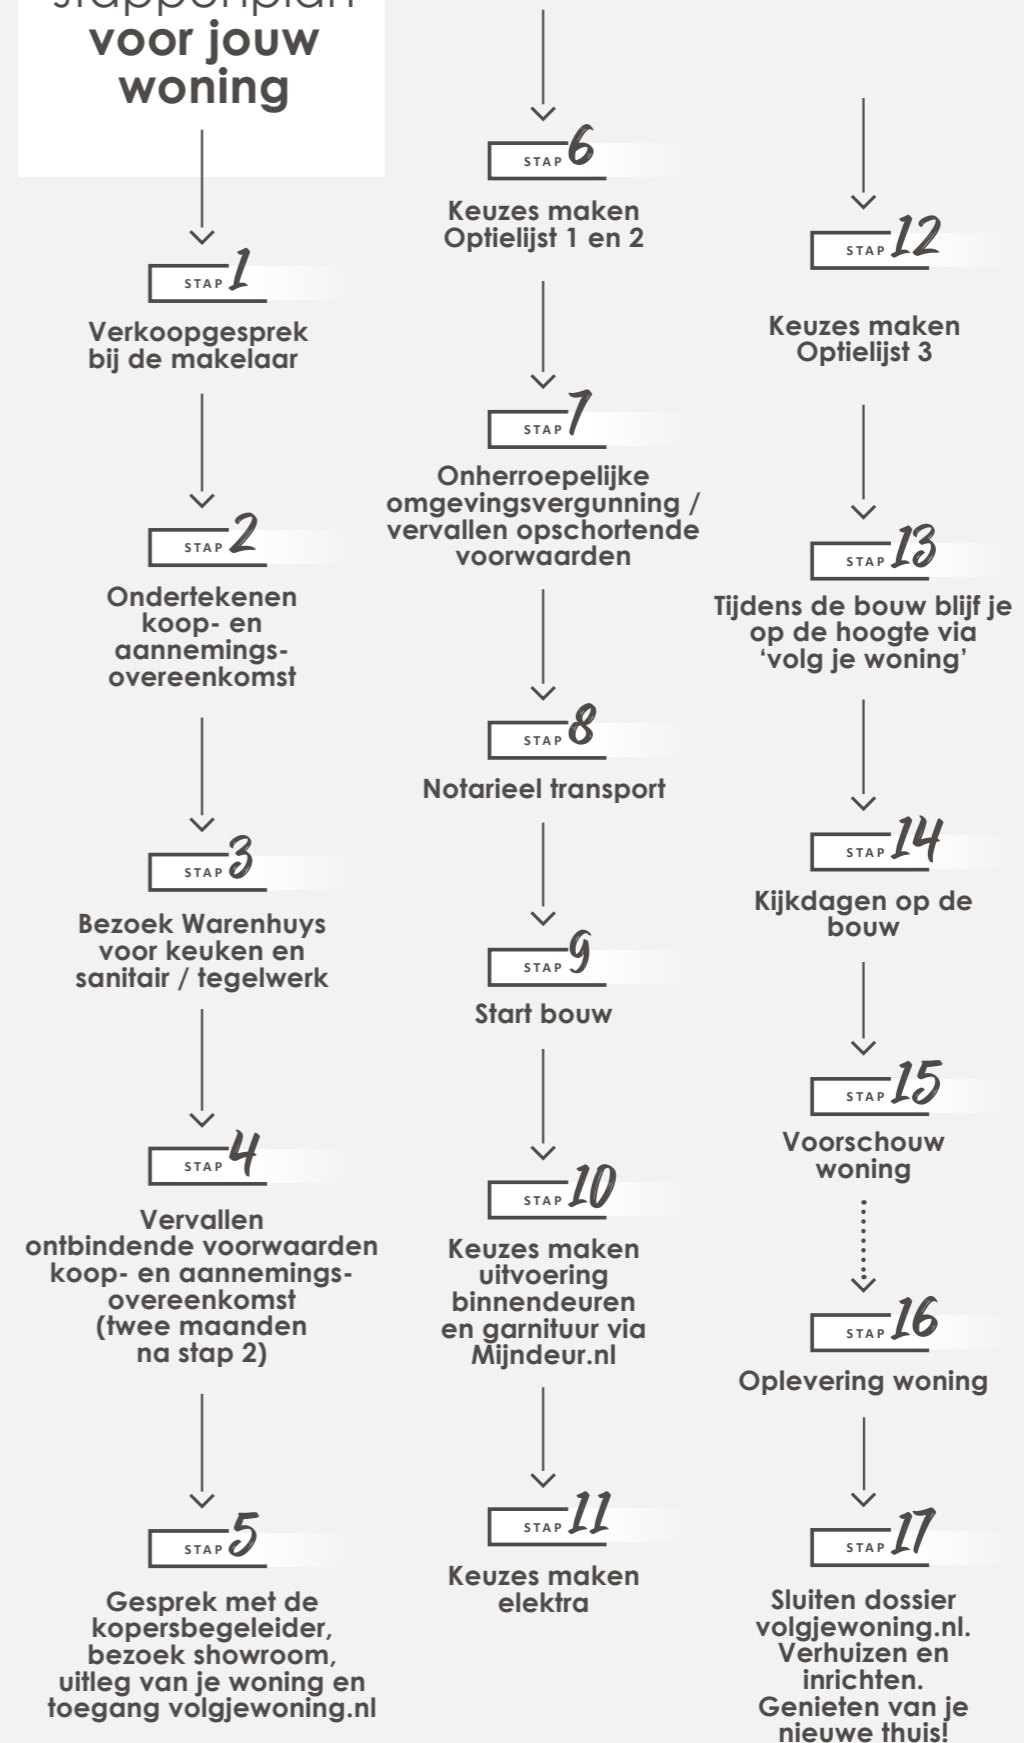 stappenplan
voor jouw
woning
STAP 1
Verkoopgesprek
bij de makelaar
STAP 2
Ondertekenen
koop- en
aannemings-
overeenkomst
STAP 3
Bezoek Warenhuys
voor keuken en
sanitair / tegelwerk
STAP 4
Vervallen
ontbindende voorwaarden
koop- en aannemings-
overeenkomst
(twee maanden
na stap 2)
STAP 5
Gesprek met de
kopersbegeleider,
bezoek showroom,
uitleg van je woning en
toegang volgjewoning.nl
STAP 6
Keuzes maken
Optielijst 1 en 2
STAP 7
Onherroepelijke
omgevingsvergunning /
vervallen opschortende
voorwaarden
STAP 8
Notarieel transport
STAP 9
Start bouw
STAP 10
Keuzes maken
uitvoering
binnendeuren
en garnituur via
Mijndeur.nl
STAP 11
Keuzes maken
elektra
STAP 12
Keuzes maken
Optielijst 3
STAP 13
Tijdens de bouw blijf je
op de hoogte via
‘volg je woning’
STAP 14
Kijkdagen op de
bouw
STAP 15
Voorschouw
woning
STAP 16
Oplevering woning
STAP 17
Sluiten dossier
volgjewoning.nl.
Verhuizen en
inrichten.
Genieten van je
nieuwe thuis!